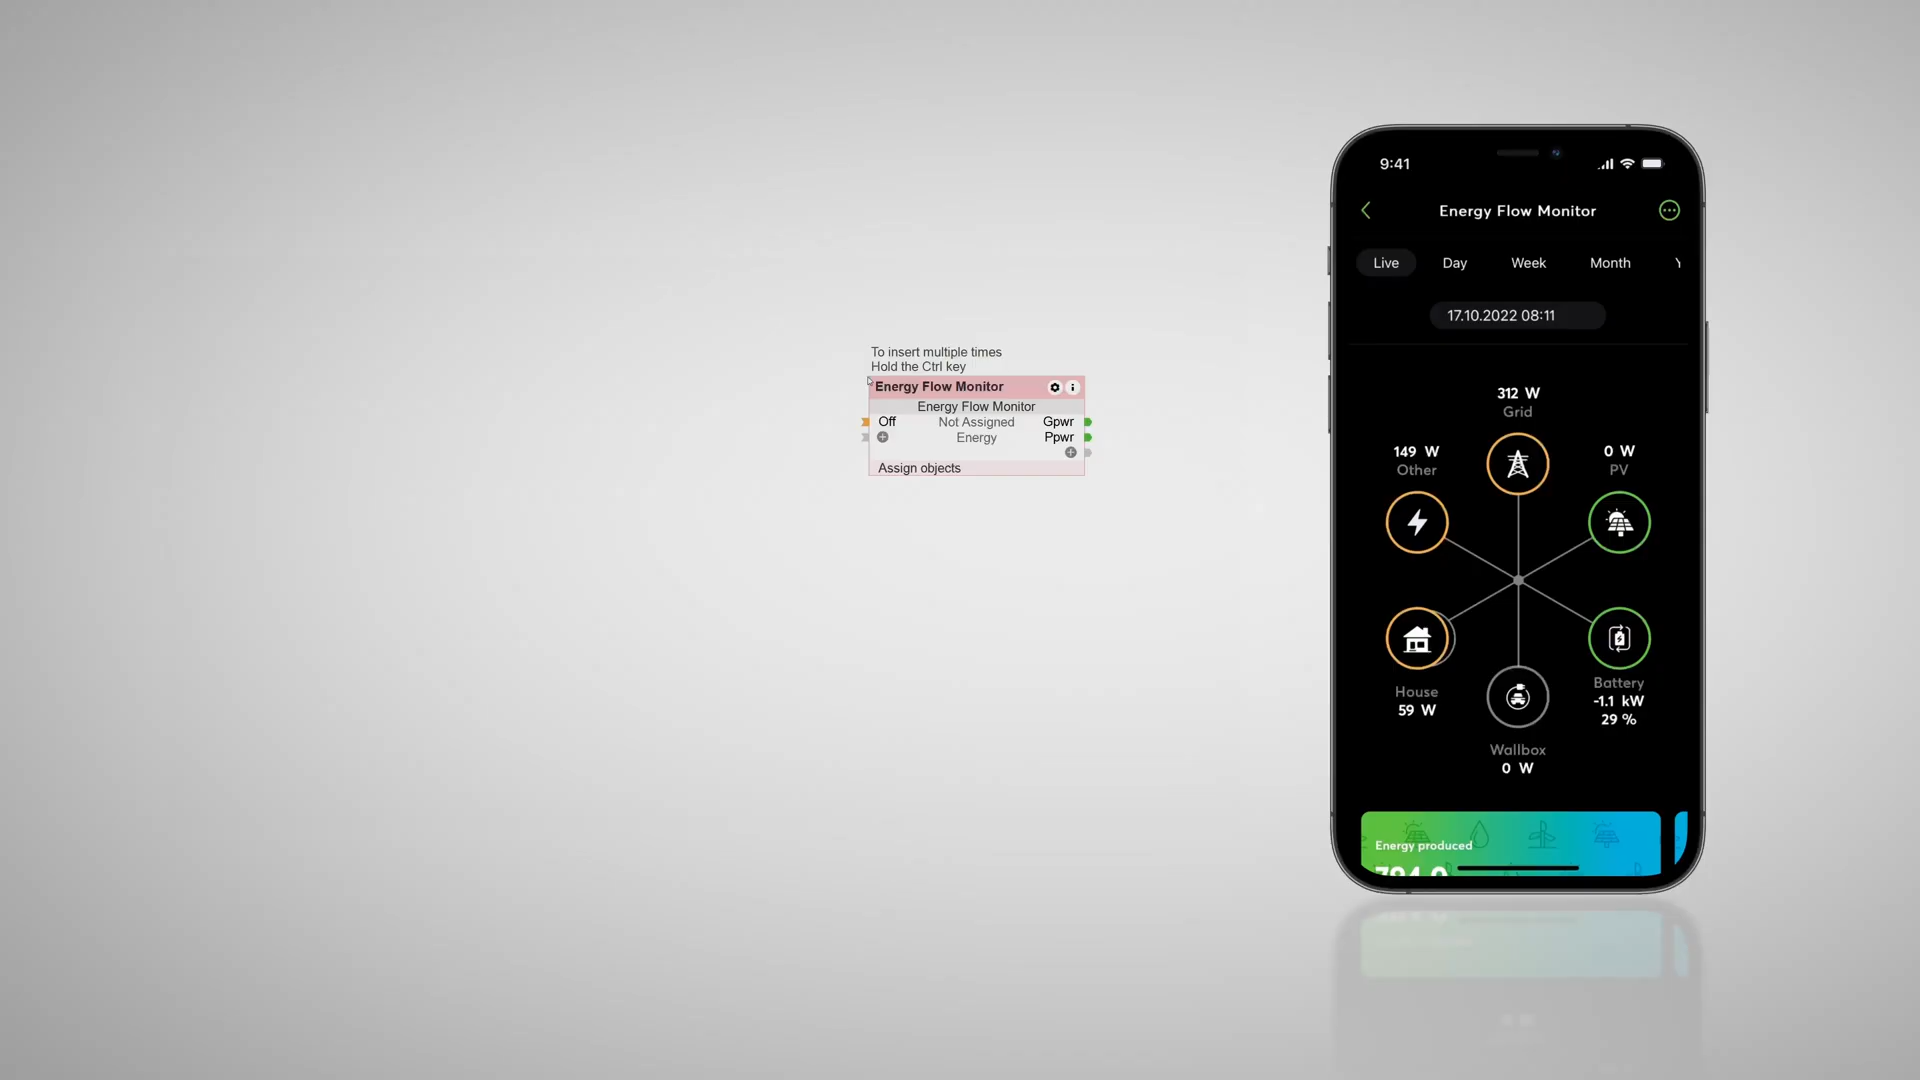 To insert multiple times
Hold the Ctrl key
Energy Flow Monitor
Energy Flow Monitor
Off Not Assigned Gpwr
Energy Ppwr
Assign objects
9:41
Energy Flow Monitor
Live Day Week Month
17.10.2022 08:11
312 W
Grid
149 W
Other
0 W
PV
House
59 W
Battery
-1.1 kW
29 %
Wallbox
0 W
Energy produced